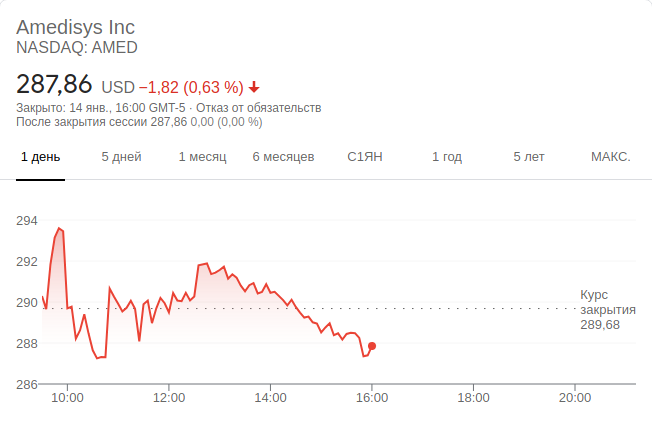 Amedisys Inc
NASDAQ: AMED
287,86 USD −1,82 (0,63 %)
Закрыто: 14 янв., 16:00 GMT-5 · Отказ от обязательств
После закрытия сессии 287,86 0,00 (0,00 %)
1 день 5 дней 1 месяц 6 месяцев С1ЯН 1 год 5 лет МАКС.
294
292
290
288
286
Курс
закрытия
289,68
10:00 12:00 14:00 16:00 18:00 20:00